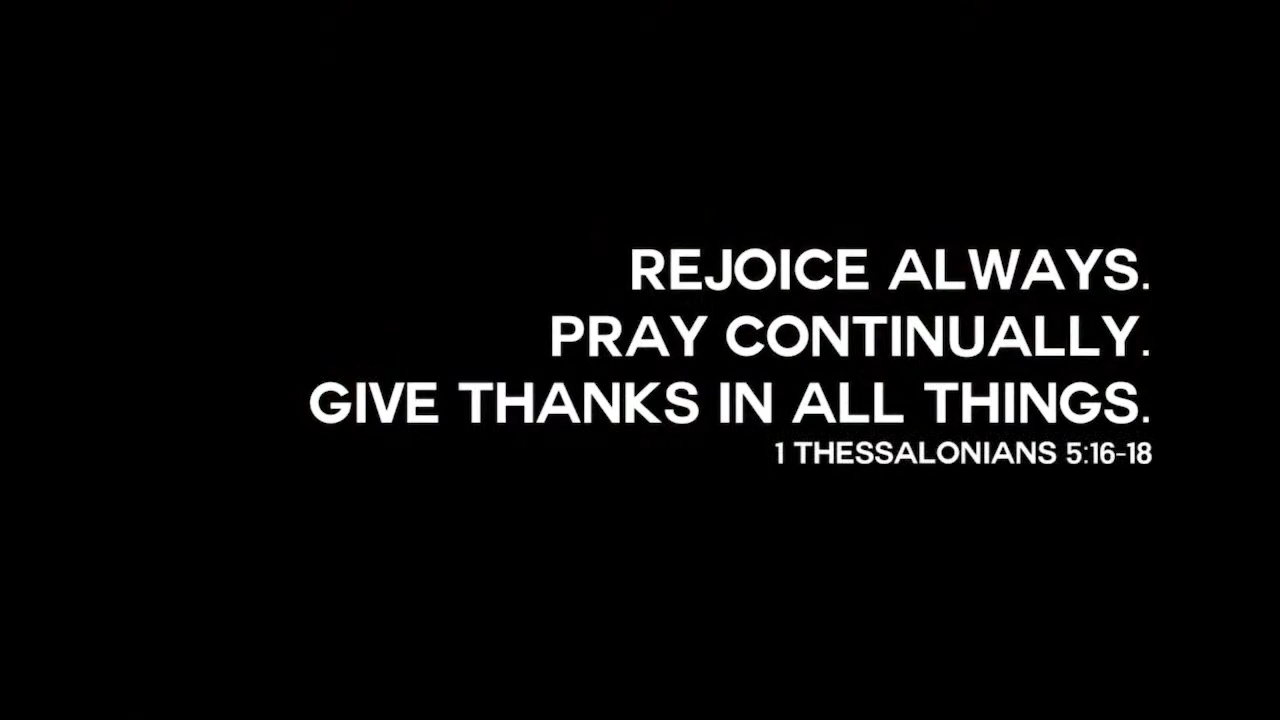 REJOICE ALWAYS.
PRAY CONTINUALLY.
GIVE THANKS IN ALL THINGS.
1 THESSALONIANS 5:16-18